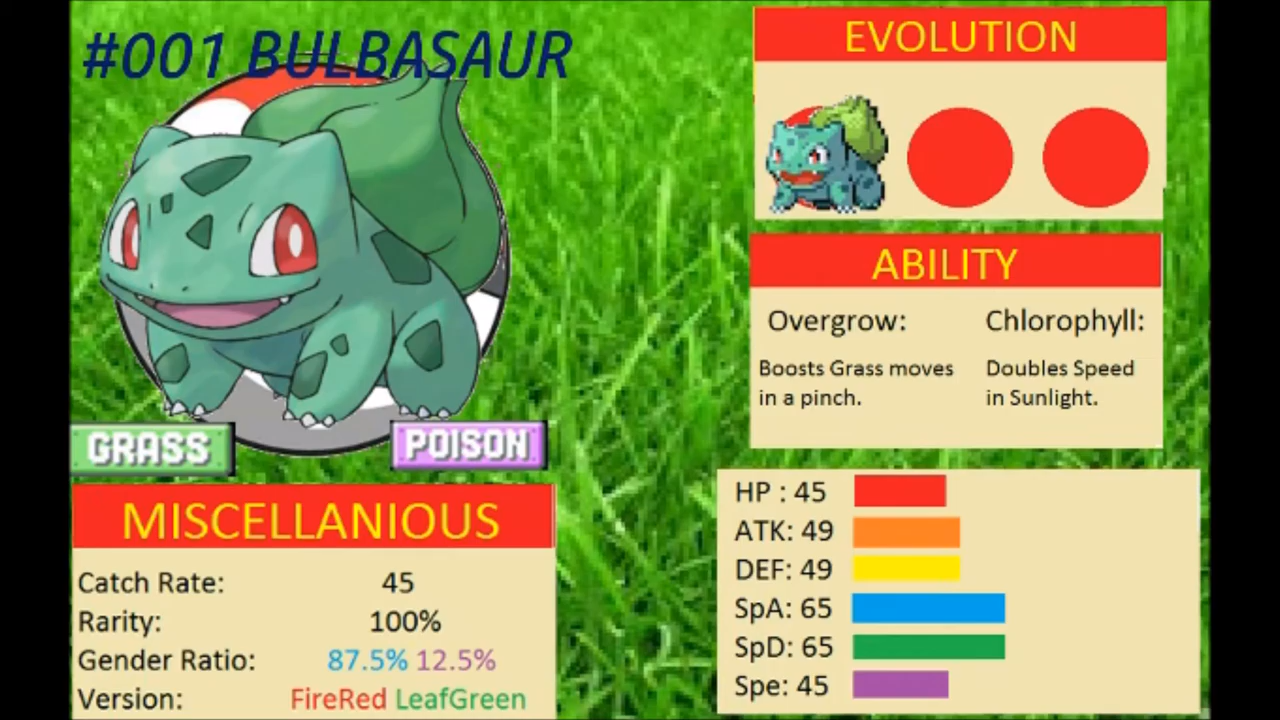 #001 BULBASAUR
GRASS
POISON
MISCELLANIOUS
Catch Rate: 45
Rarity: 100%
Gender Ratio: 87.5% 12.5%
Version: FireRed LeafGreen
EVOLUTION
ABILITY
Overgrow: Chlorophyll:
Boosts Grass moves Doubles Speed
in a pinch. in Sunlight.
HP : 45
ATK: 49
DEF: 49
SpA: 65
SpD: 65
Spe: 45